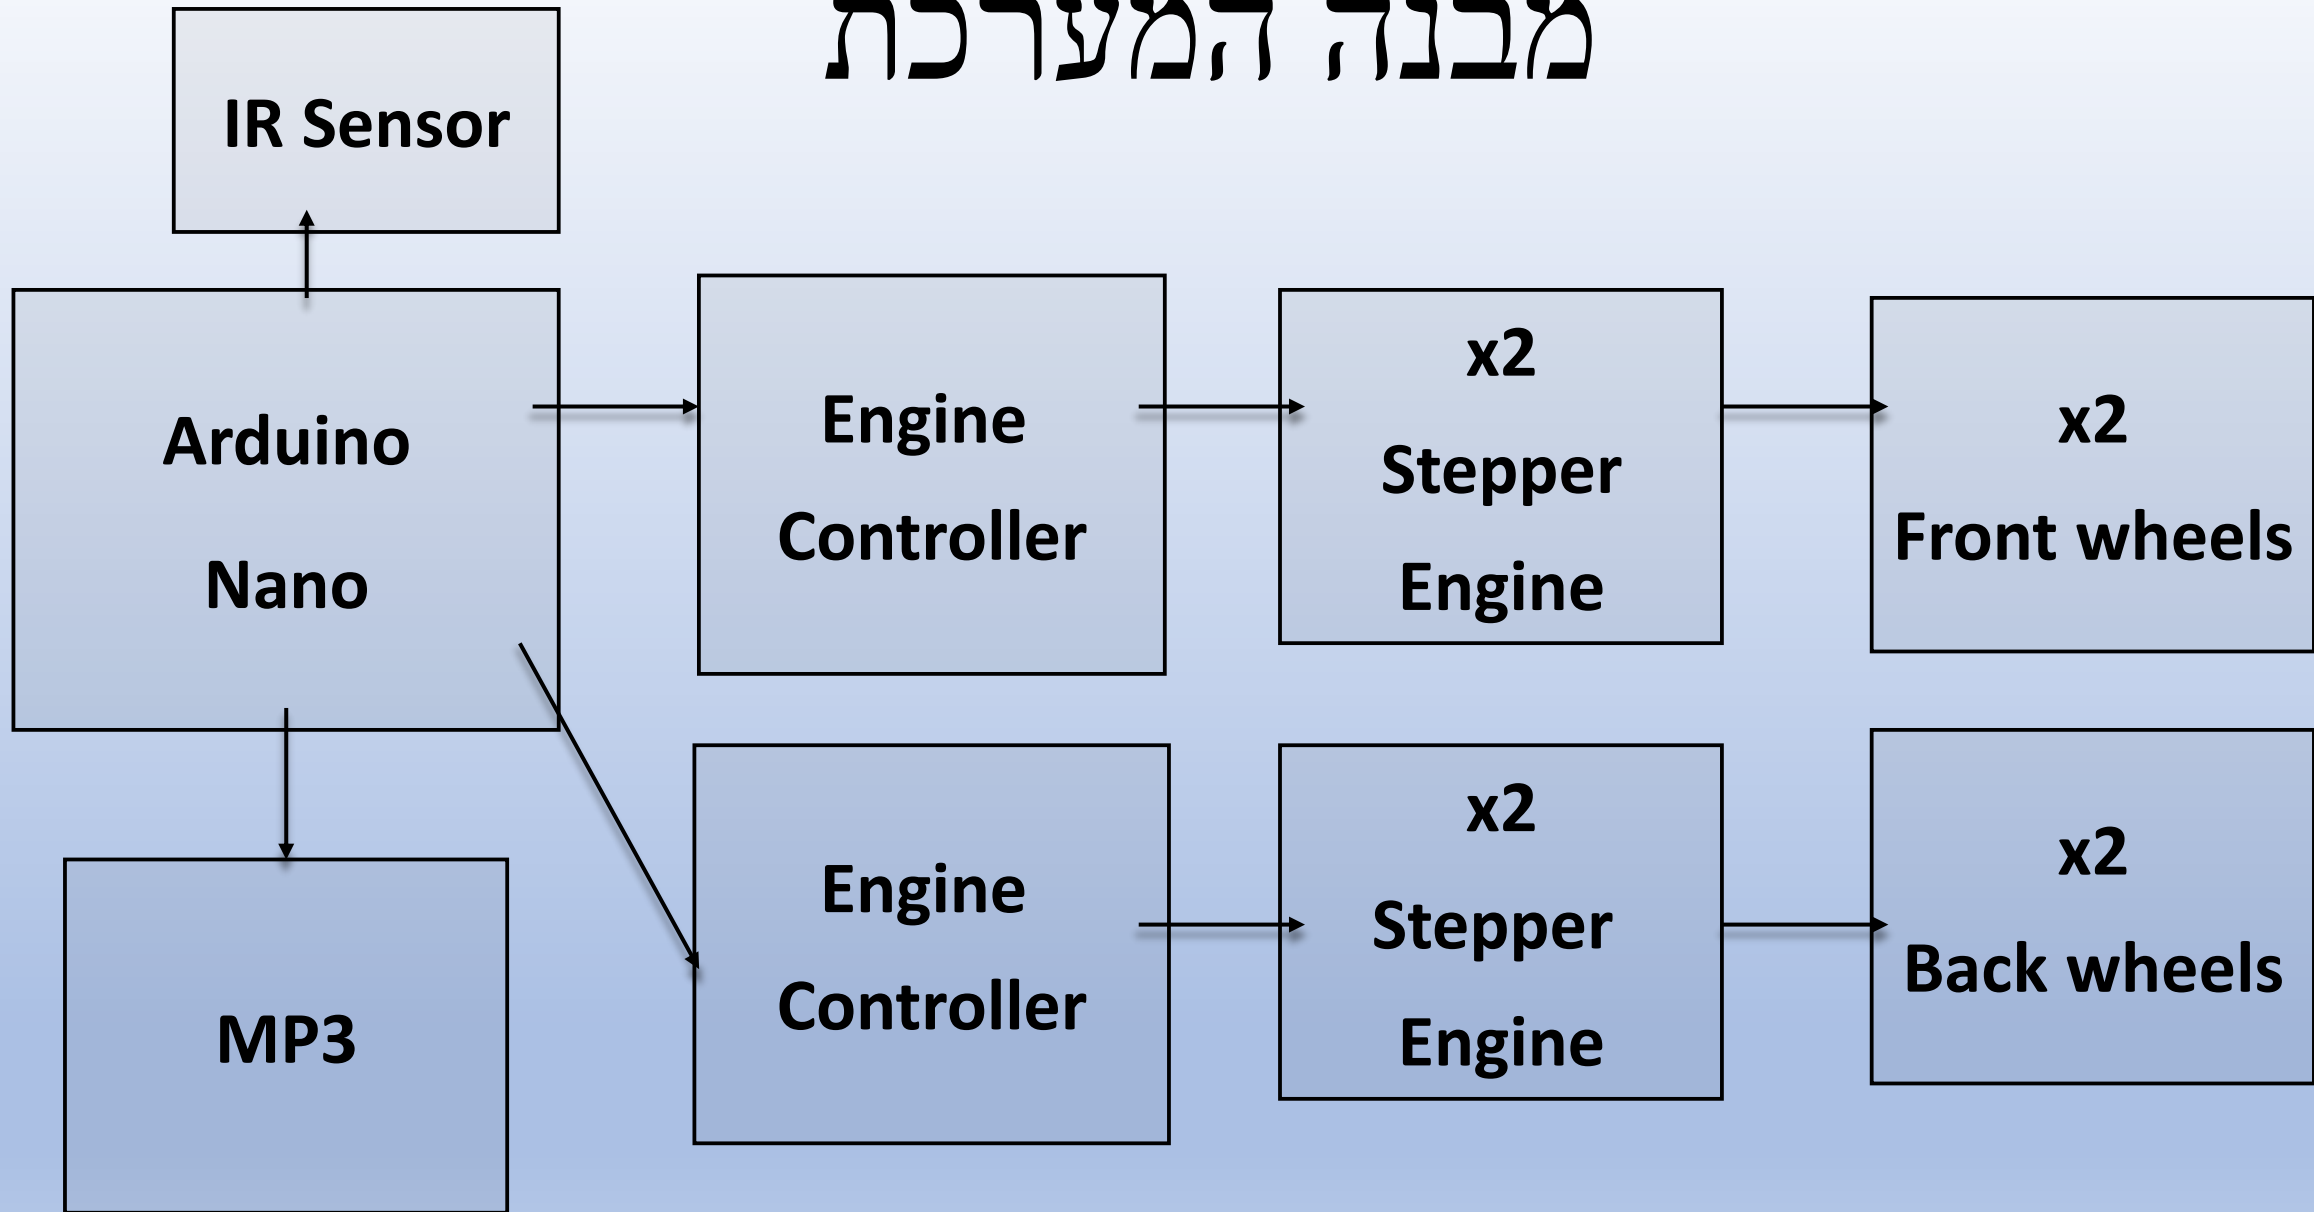 מבנה המערכת
IR Sensor
Arduino
Nano
Engine
Controller
x2
Stepper
Engine
x2
Front wheels
MP3
Engine
Controller
x2
Stepper
Engine
x2
Back wheels